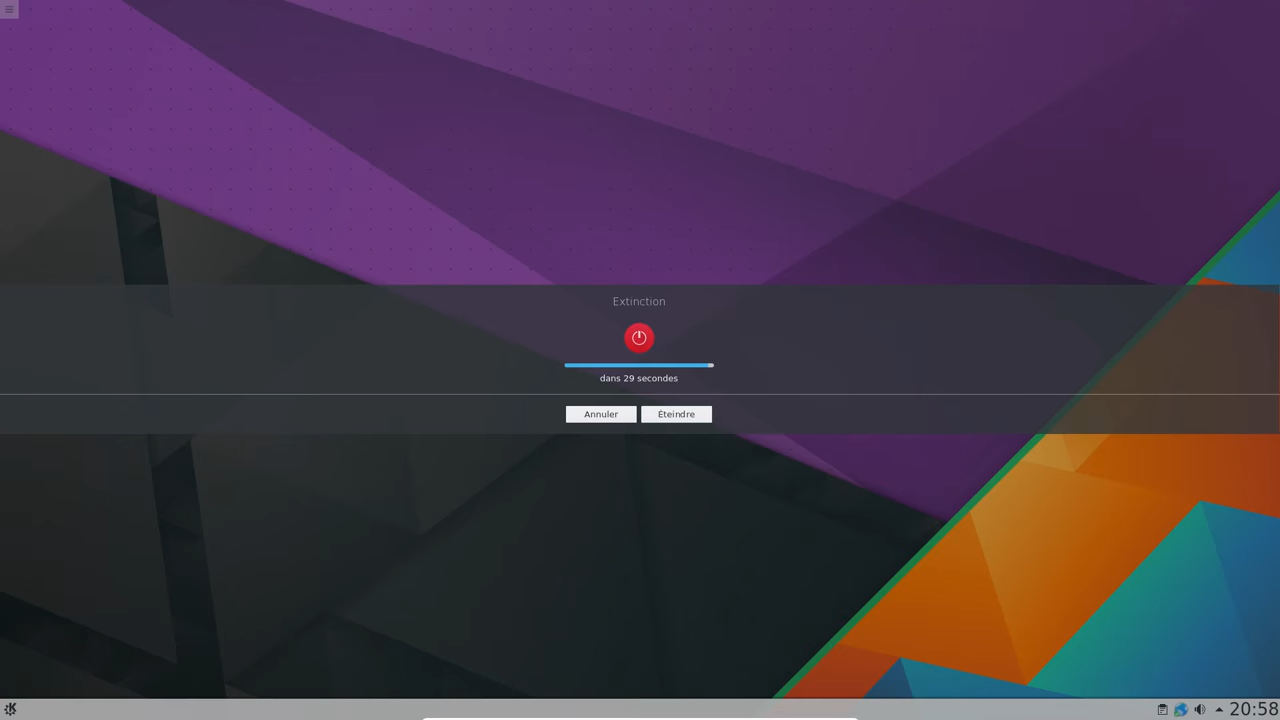 Extinction
dans 29 secondes
Annuler
Éteindre
20:58